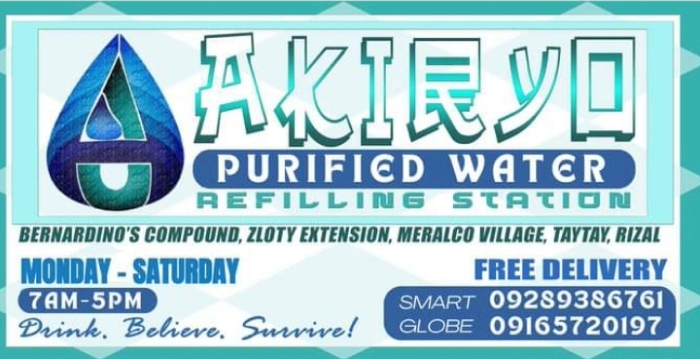 AKIRYO
PURIFIED WATER
REFILLING STATION
BERNARDINO'S COMPOUND, ZLOTY EXTENSION, MERALCO VILLAGE, TAYTAY, RIZAL
MONDAY - SATURDAY
7AM-5PM
Drink. Believe. Survive!
FREE DELIVERY
SMART 09289386761
GLOBE 09165720197